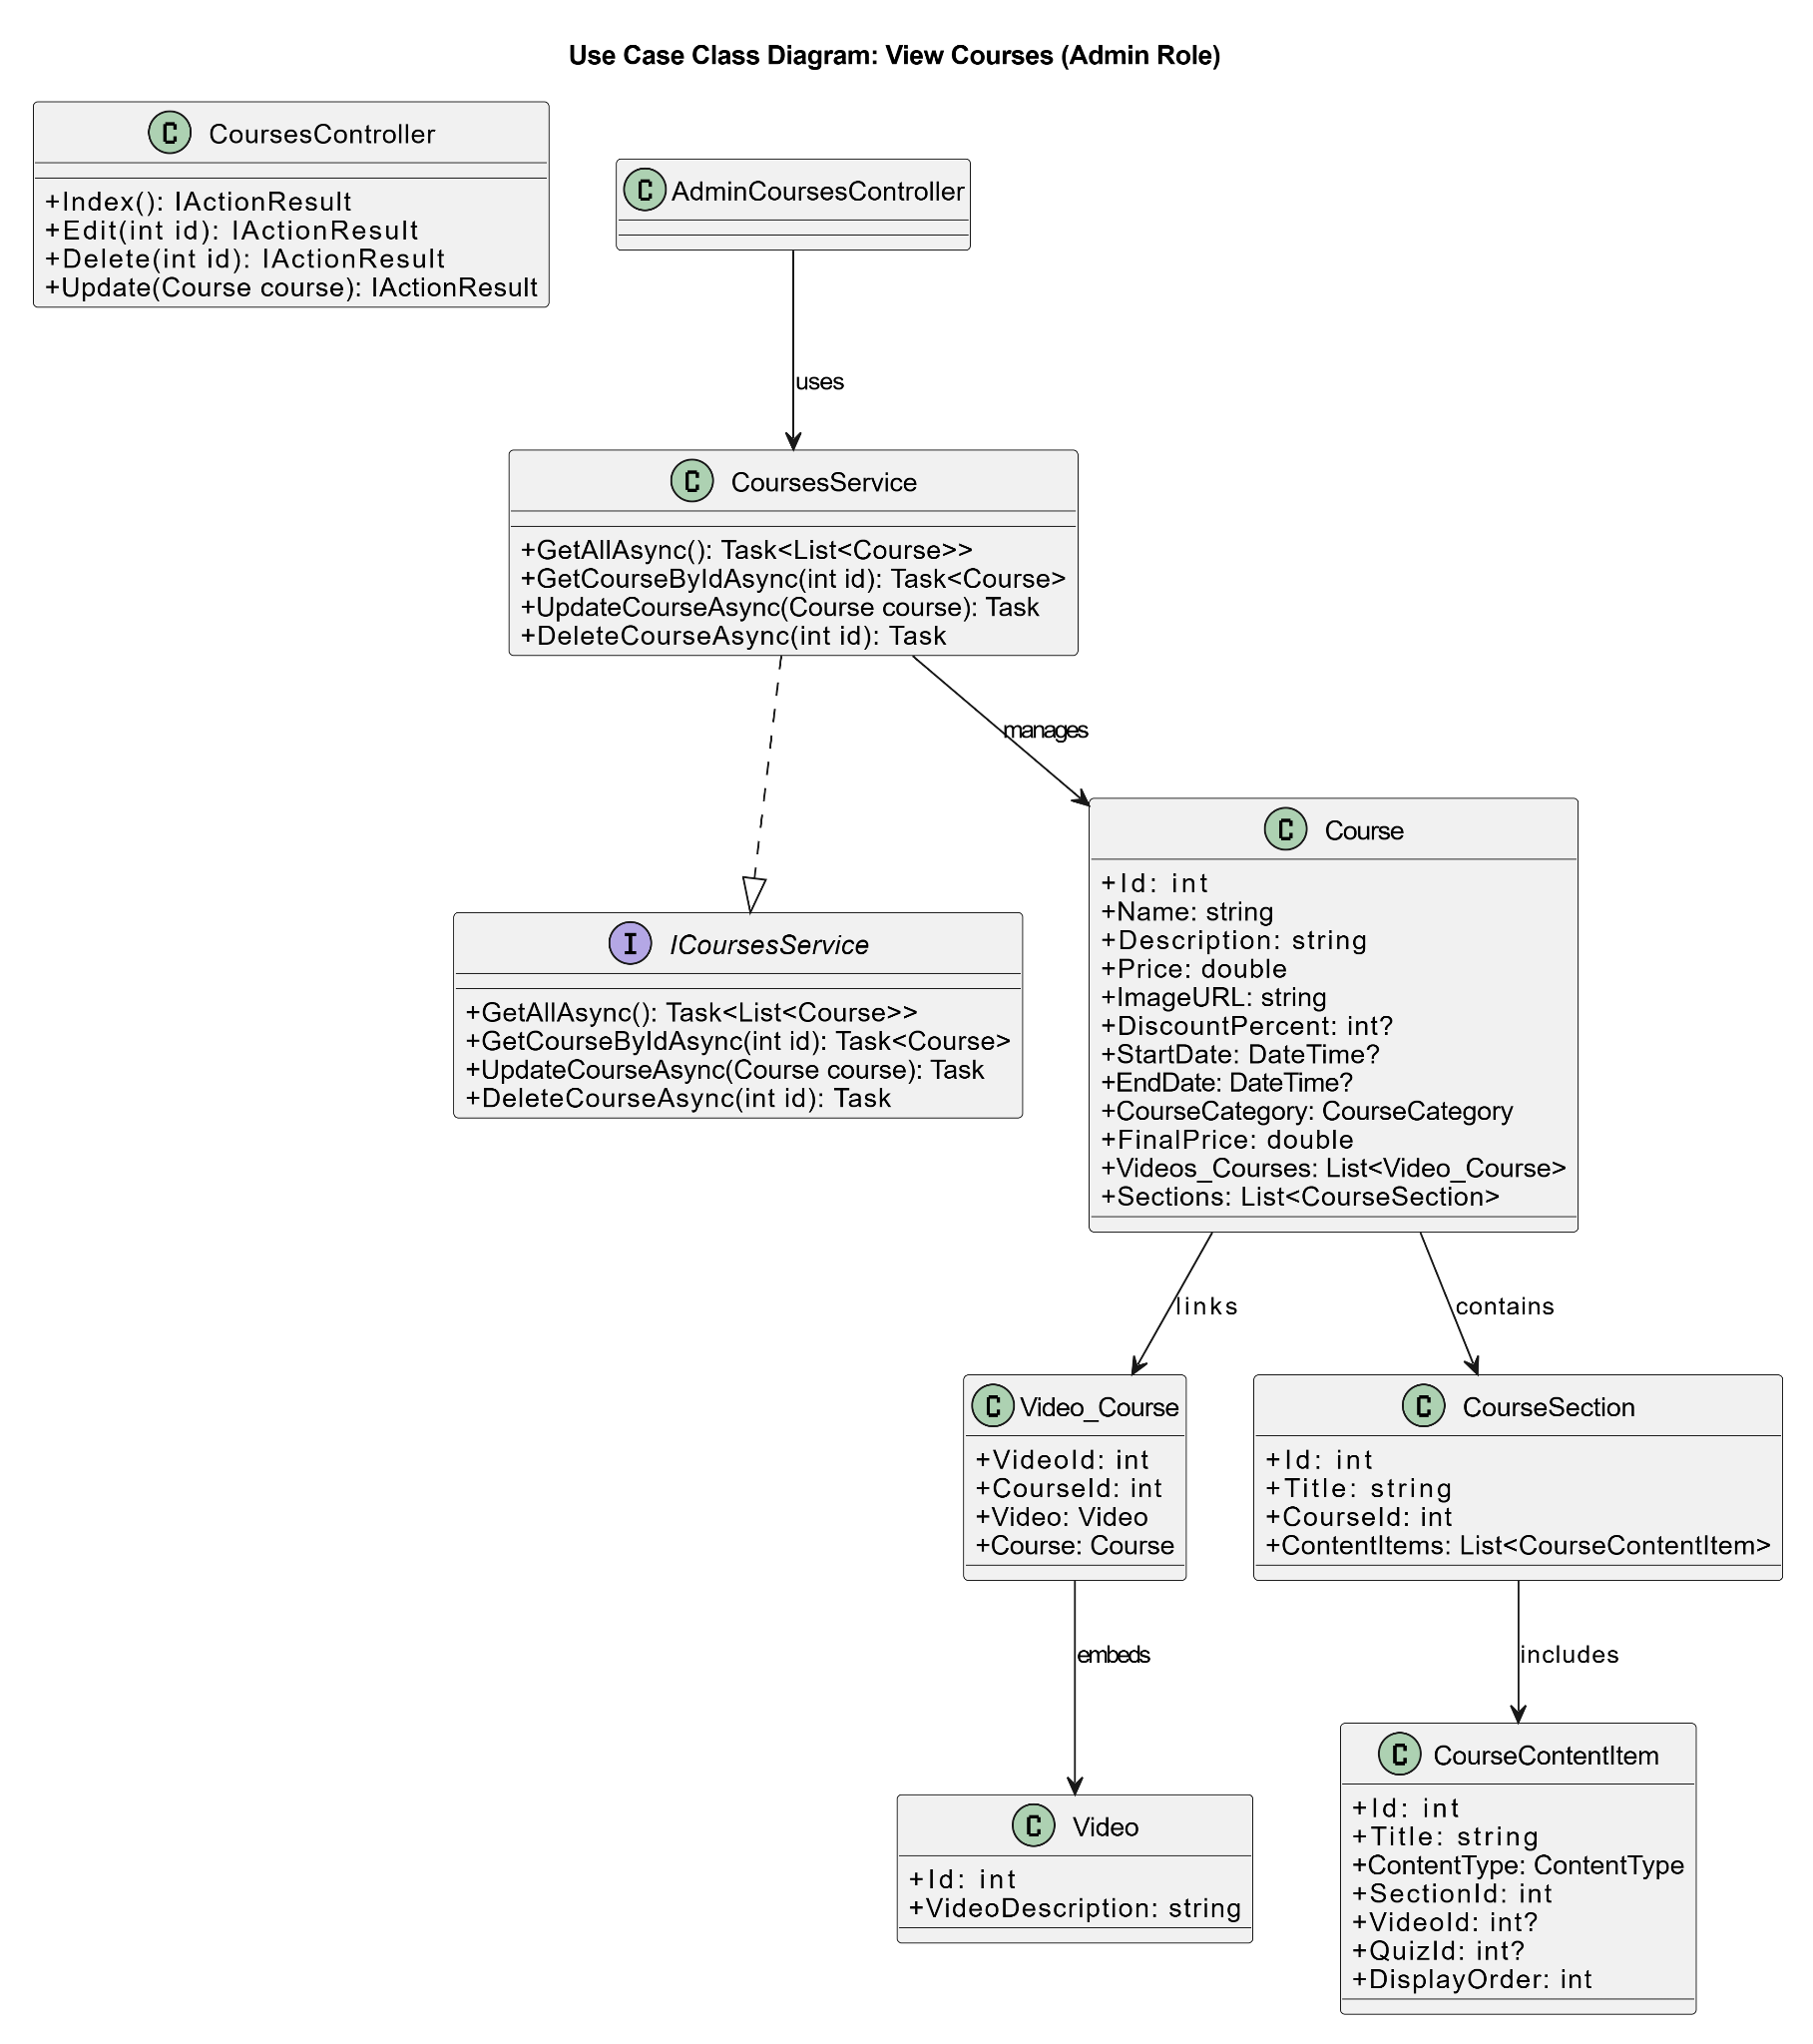 Use Case Class Diagram: View Courses (Admin Role)
C CoursesController
+Index(): IActionResult
+Edit(int id): IActionResult
+Delete(int id): IActionResult
+Update(Course course): IActionResult
C AdminCoursesController
uses
C CoursesService
+GetAllAsync(): Task<List<Course>>
+GetCourseByIdAsync(int id): Task<Course>
+UpdateCourseAsync(Course course): Task
+DeleteCourseAsync(int id): Task
manages
I ICoursesService
+GetAllAsync(): Task<List<Course>>
+GetCourseByIdAsync(int id): Task<Course>
+UpdateCourseAsync(Course course): Task
+DeleteCourseAsync(int id): Task
C Course
+Id: int
+Name: string
+Description: string
+Price: double
+ImageURL: string
+DiscountPercent: int?
+StartDate: DateTime?
+EndDate: DateTime?
+CourseCategory: CourseCategory
+FinalPrice: double
+Videos_Courses: List<Video_Course>
+Sections: List<CourseSection>
links
contains
C Video_Course
+VideoId: int
+CourseId: int
+Video: Video
+Course: Course
C CourseSection
+Id: int
+Title: string
+CourseId: int
+ContentItems: List<CourseContentItem>
embeds
includes
C Video
+Id: int
+VideoDescription: string
C CourseContentItem
+Id: int
+Title: string
+ContentType: ContentType
+SectionId: int
+VideoId: int?
+QuizId: int?
+DisplayOrder: int